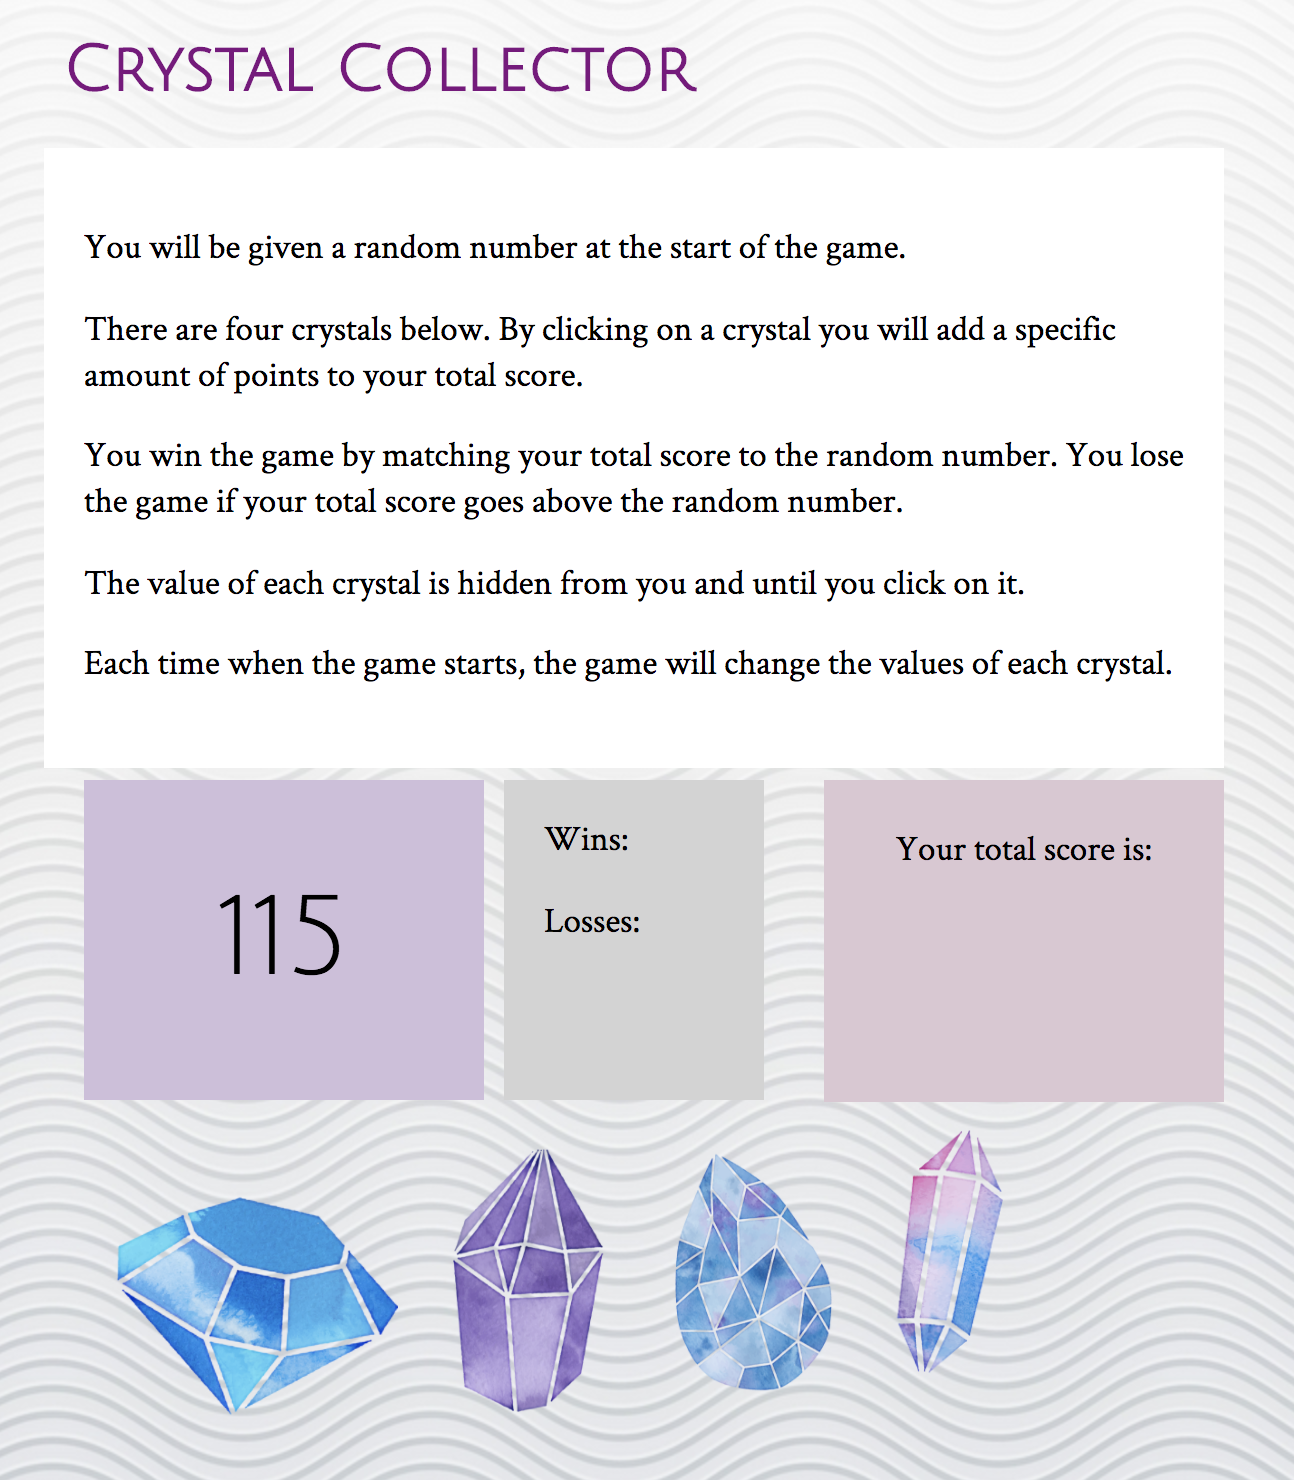 Crystal Collector
You will be given a random number at the start of the game.
There are four crystals below. By clicking on a crystal you will add a specific
amount of points to your total score.
You win the game by matching your total score to the random number. You lose
the game if your total score goes above the random number.
The value of each crystal is hidden from you and until you click on it.
Each time when the game starts, the game will change the values of each crystal.
115
Wins:
Losses:
Your total score is: